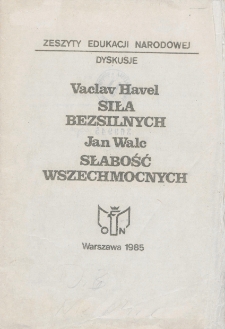 ZESZYTY EDUKACJI NARODOWEJ
DYSKUSJE
Vaclav Havel
SIŁA
BEZSILNYCH
Jan Walc
SŁABOŚĆ
WSZECHMOCNYCH
O N
Warszawa 1985